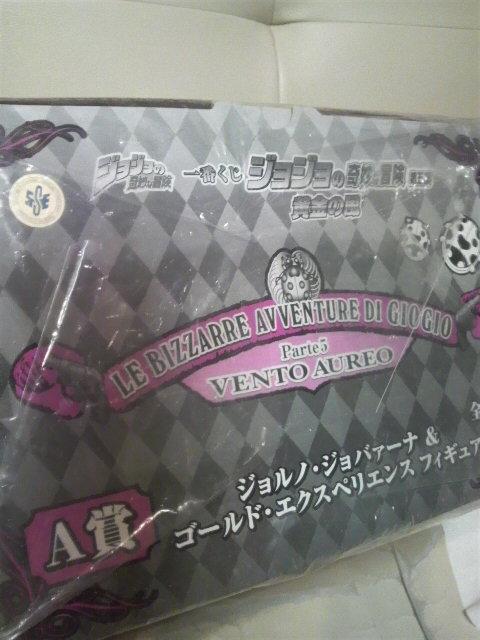 ジョジョの
奇妙な冒険
一番くじ ジョジョの奇妙な冒険 第五部
黄金の風
LE BIZZARRE AVVENTURE DI GIOGIO
Parte5
VENTO AUREO
ジョルノ・ジョバァーナ &
ゴールド・エクスペリエンス フィギュア
全
A賞